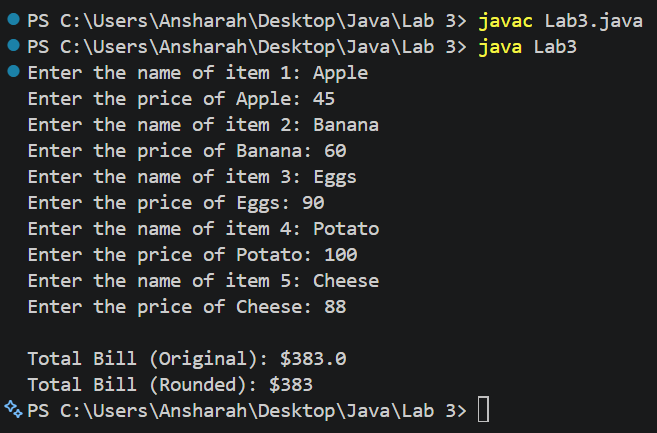 PS C:\Users\Ansharah\Desktop\Java\Lab 3> javac Lab3.java
PS C:\Users\Ansharah\Desktop\Java\Lab 3> java Lab3
Enter the name of item 1: Apple
Enter the price of Apple: 45
Enter the name of item 2: Banana
Enter the price of Banana: 60
Enter the name of item 3: Eggs
Enter the price of Eggs: 90
Enter the name of item 4: Potato
Enter the price of Potato: 100
Enter the name of item 5: Cheese
Enter the price of Cheese: 88
Total Bill (Original): $383.0
Total Bill (Rounded): $383
PS C:\Users\Ansharah\Desktop\Java\Lab 3>